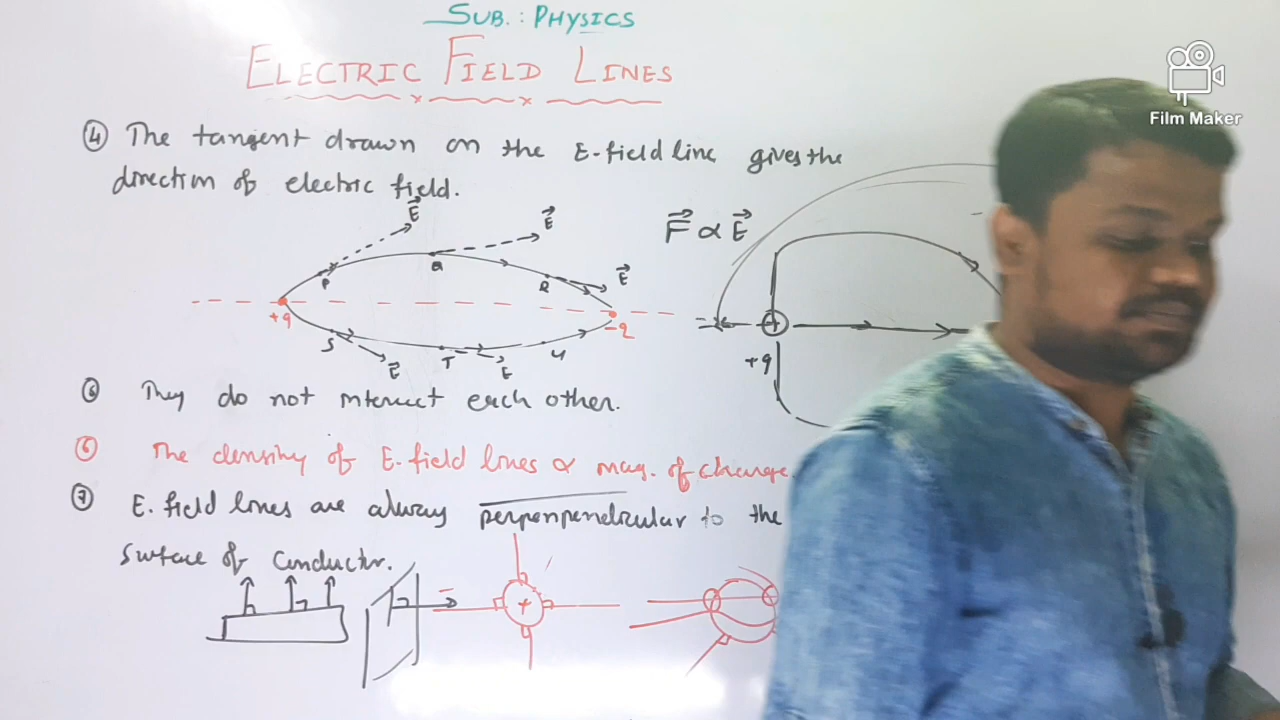 SUB. : PHYSICS
ELECTRIC FIELD LINES
Film Maker
④ The tangent drawn on the E-field line gives the
direction of electric field.
E⃗
E⃗
E⃗
F⃗ ∝ E⃗
P
Q
R
+q
-q
S
T
U
E⃗
E
+
+q
They do not intersect each other.
⑥ The density of E.field lines ∝ mag. of charge.
⑦ E.field lines are always perpenpendicular to the
Surface of Conductor.
+